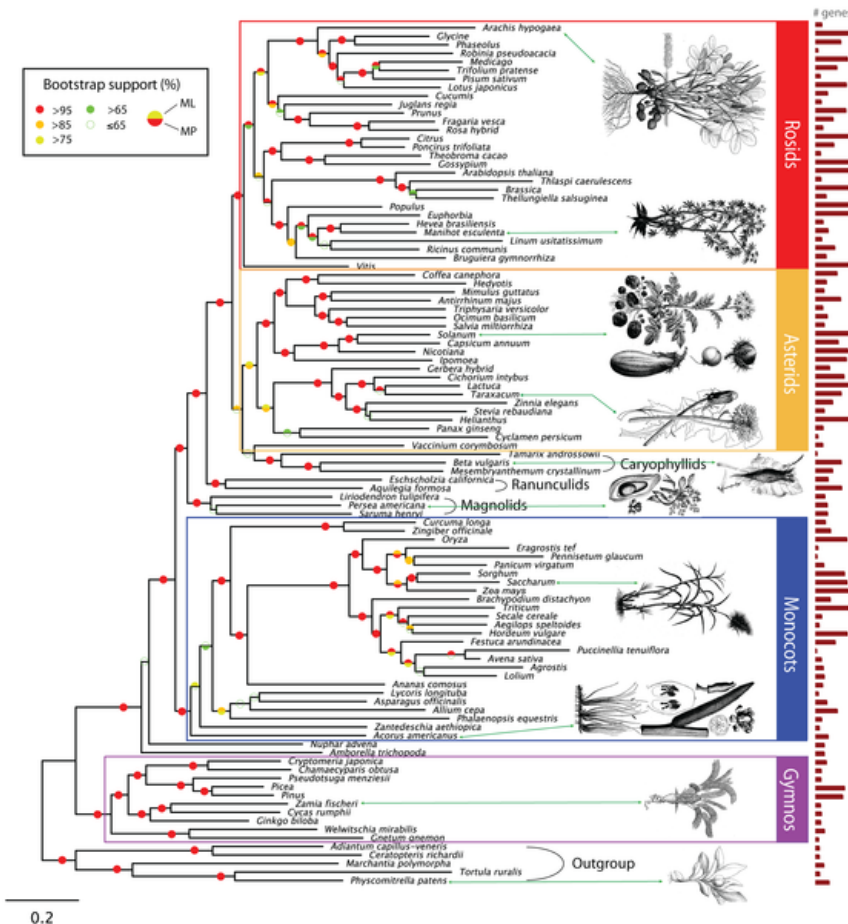 # gene
Bootstrap support (%)
>95 >65 ML
>85 ≤65
>75 MP
Arachis hypogaea
Glycine
Phaseolus
Robinia pseudoacacia
Medicago
Trifolium pratense
Pisum sativum
Lotus japonicus
Cucumis
Juglans regia
Prunus
Fragaria vesca
Rosa hybrid
Citrus
Poncirus trifoliata
Theobroma cacao
Gossypium
Arabidopsis thaliana
Thlaspi caerulescens
Brassica
Thellungiella salsuginea
Populus
Euphorbia
Hevea brasiliensis
Manihot esculenta
Linum usitatissimum
Ricinus communis
Bruguiera gymnorrhiza
Vitis
Rosids
Coffea canephora
Hedyotis
Mimulus guttatus
Antirrhinum majus
Triphysaria versicolor
Ocimum basilicum
Salvia miltiorrhiza
Solanum
Capsicum annuum
Nicotiana
Ipomoea
Gerbera hybrid
Cichorium intybus
Lactuca
Taraxacum
Zinnia elegans
Stevia rebaudiana
Helianthus
Panax ginseng
Cyclamen persicum
Vaccinium corymbosum
Asterids
Tamarix androssowii
Beta vulgaris
Mesembryanthemum crystallinum
Caryophyllids
Eschscholzia californica
Aquilegia formosa
Ranunculids
Liriodendron tulipifera
Persea americana
Saruma henryi
Magnolids
Curcuma longa
Zingiber officinale
Oryza
Eragrostis tef
Pennisetum glaucum
Panicum virgatum
Sorghum
Saccharum
Zea mays
Brachypodium distachyon
Triticum
Secale cereale
Aegilops speltoides
Hordeum vulgare
Festuca arundinacea
Puccinellia tenuiflora
Avena sativa
Agrostis
Lolium
Ananas comosus
Lycoris longituba
Asparagus officinalis
Allium cepa
Phalaenopsis equestris
Zantedeschia aethiopica
Acorus americanus
Monocots
Nuphar advena
Amborella trichopoda
Cryptomeria japonica
Chamaecyparis obtusa
Pseudotsuga menziesii
Picea
Pinus
Zamia fischeri
Cycas rumphii
Ginkgo biloba
Welwitschia mirabilis
Gnetum gnemon
Gymnos
Adiantum capillus-veneris
Ceratopteris richardii
Marchantia polymorpha
Tortula ruralis
Physcomitrella patens
Outgroup
0.2